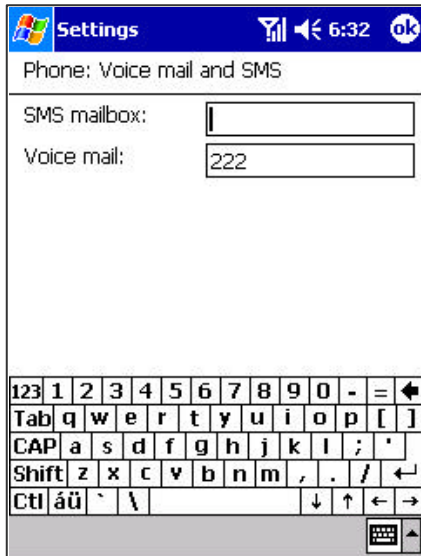 Settings 6:32 ok
Phone: Voice mail and SMS
SMS mailbox:
Voice mail: 222
123 1 2 3 4 5 6 7 8 9 0 - = ←
Tab q w e r t y u i o p [ ]
CAP a s d f g h j k l ; '
Shift z x c v b n m , . / ↵
Ctl áü ` \ ↓ ↑ ← →